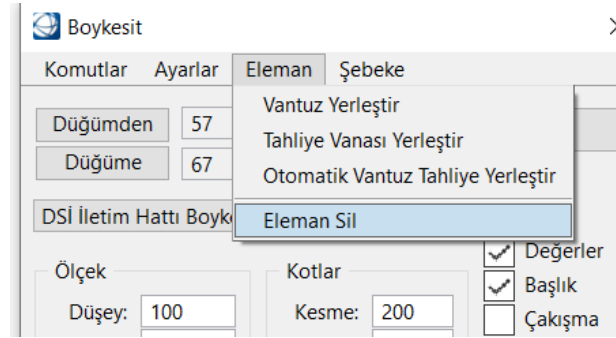 Boykesit
Komutlar Ayarlar Eleman Şebeke
Düğümden 57
Vantuz Yerleştir
Tahliye Vanası Yerleştir
Düğüme 67
Otomatik Vantuz Tahliye Yerleştir
DSİ İletim Hattı
Eleman Sil
Değerler
Ölçek
Kotlar
Başlık
Düşey: 100
Kesme: 200
Çakışma